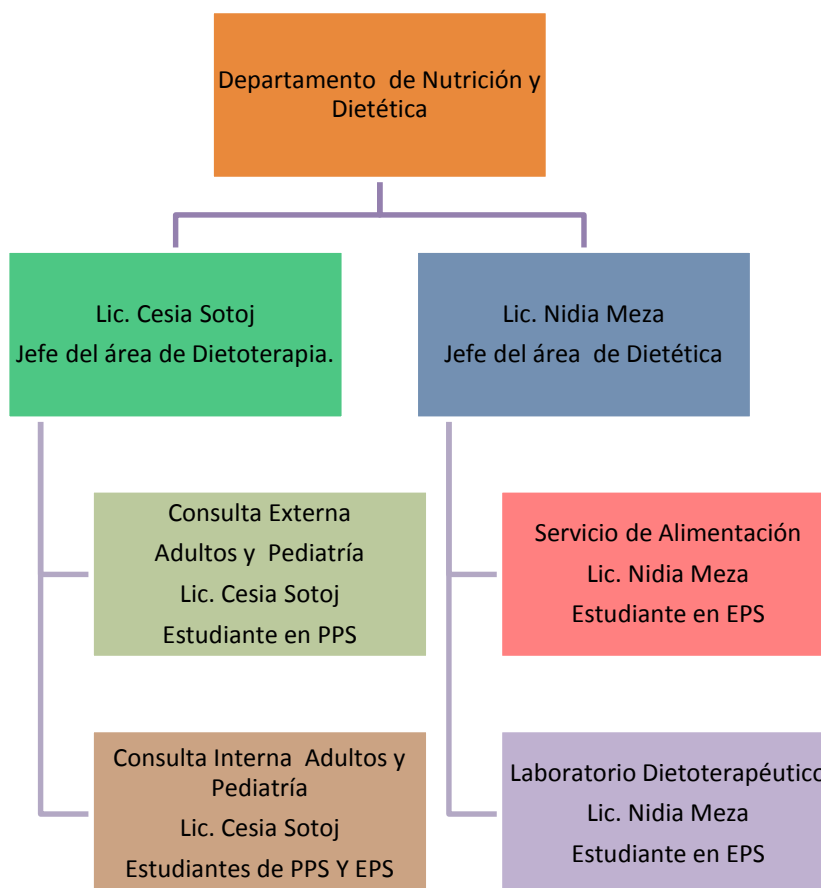 Departamento de Nutrición y
Dietética
Lic. Cesia Sotoj
Jefe del área de Dietoterapia.
Lic. Nidia Meza
Jefe del área de Dietética
Consulta Externa
Adultos y Pediatría
Lic. Cesia Sotoj
Estudiante en PPS
Servicio de Alimentación
Lic. Nidia Meza
Estudiante en EPS
Consulta Interna Adultos y
Pediatría
Lic. Cesia Sotoj
Estudiantes de PPS Y EPS
Laboratorio Dietoterapéutico
Lic. Nidia Meza
Estudiante en EPS